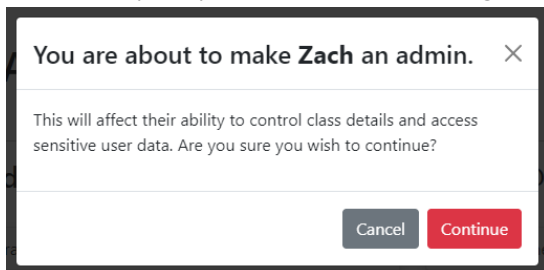 You are about to make Zach an admin.
This will affect their ability to control class details and access
sensitive user data. Are you sure you wish to continue?
Cancel Continue